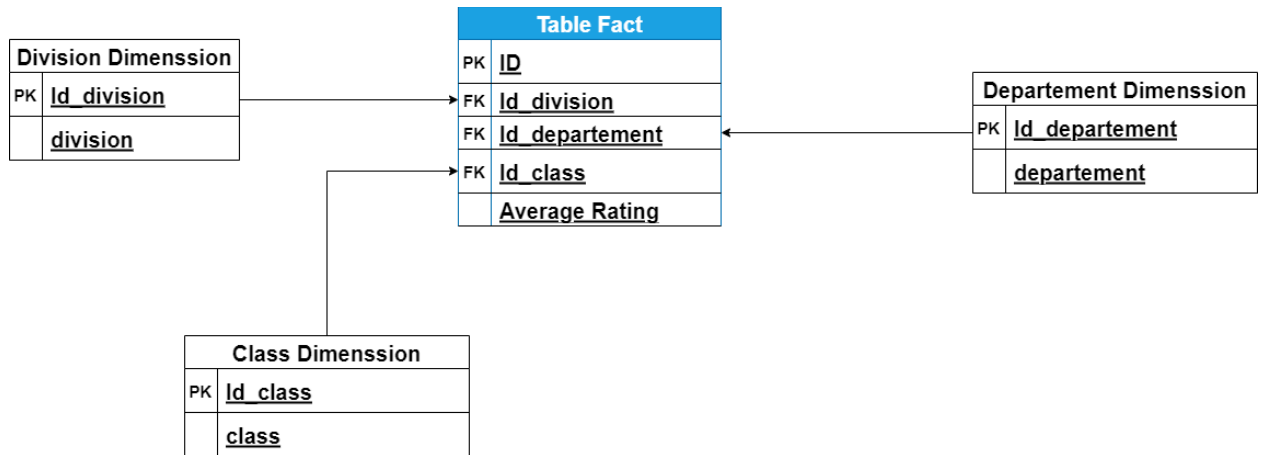 Table Fact
PK ID
FK Id_division
FK Id_departement
FK Id_class
Average Rating
Division Dimenssion
PK Id_division
division
Departement Dimenssion
PK Id_departement
departement
Class Dimenssion
PK Id_class
class